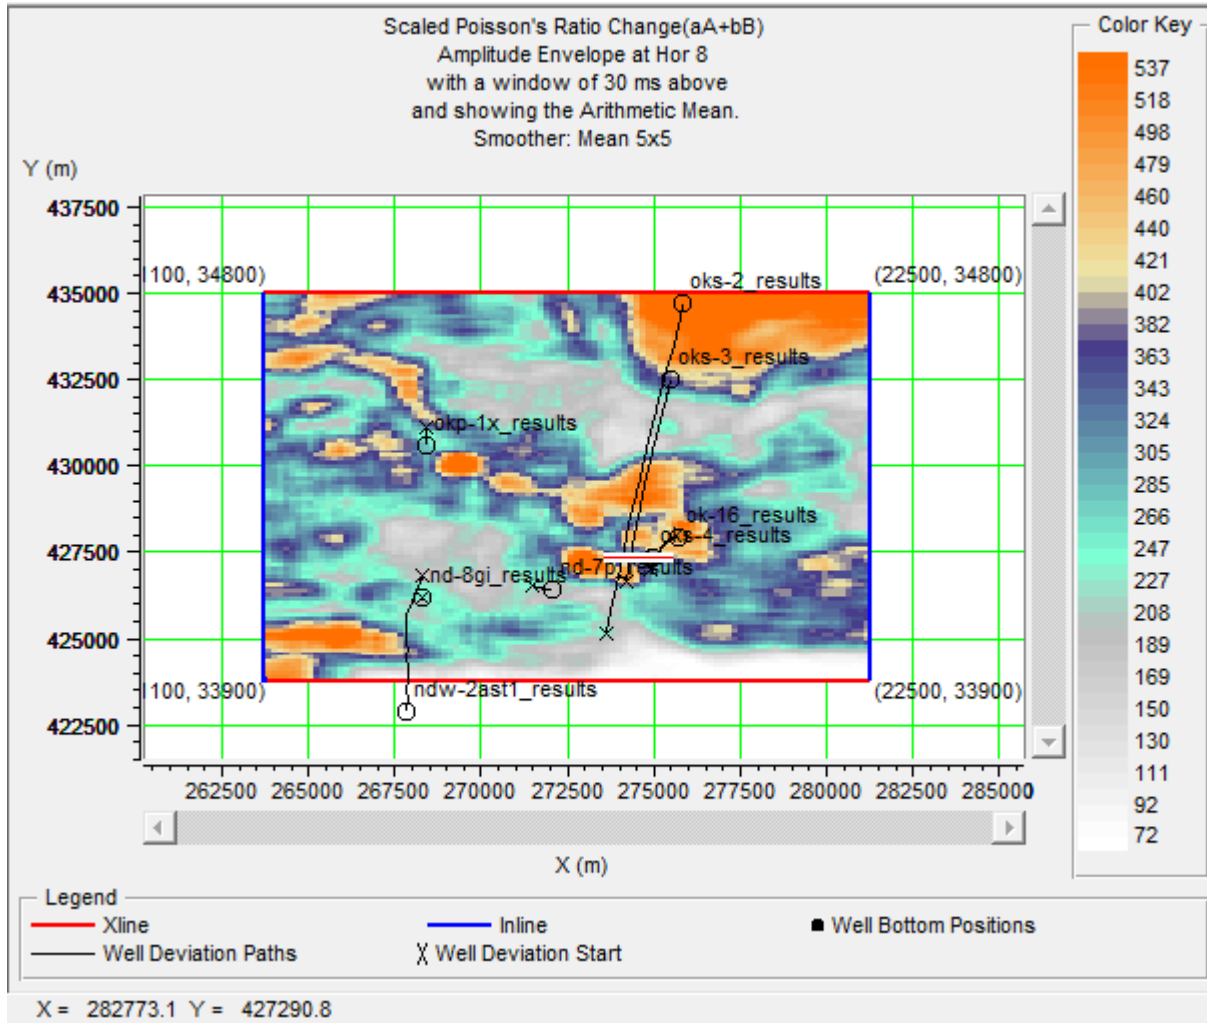 Scaled Poisson's Ratio Change(aA+bB)
Amplitude Envelope at Hor 8
with a window of 30 ms above
and showing the Arithmetic Mean.
Smoother: Mean 5x5
Color Key
537
518
498
479
460
440
421
402
382
363
343
324
305
285
266
247
227
208
189
169
150
130
111
92
72
Y (m)
437500
435000
432500
430000
427500
425000
422500
100, 34800)
oks-2_results
(22500, 34800)
oks-3_results
okp-1x_results
ok-16_results
oks-4_results
nd-8gi_results
nd-7pi results
ndw-2ast1_results
100, 33900)
(22500, 33900)
262500 265000 267500 270000 272500 275000 277500 280000 282500 285000
X (m)
Legend
Xline
Inline
Well Bottom Positions
Well Deviation Paths
Well Deviation Start
X = 282773.1 Y = 427290.8